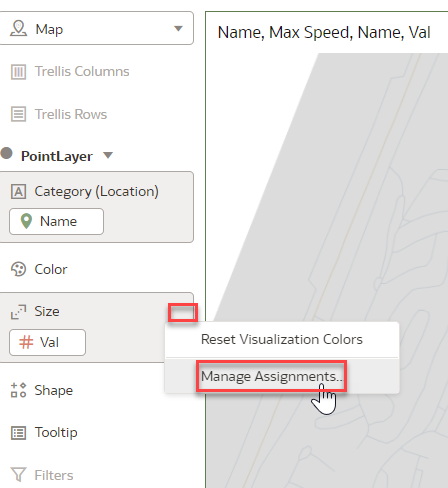 Map
Name, Max Speed, Name, Val
Trellis Columns
Trellis Rows
PointLayer
A
Category (Location)
Name
Color
Size
# Val
Reset Visualization Colors
Manage Assignments..
Shape
Tooltip
Filters